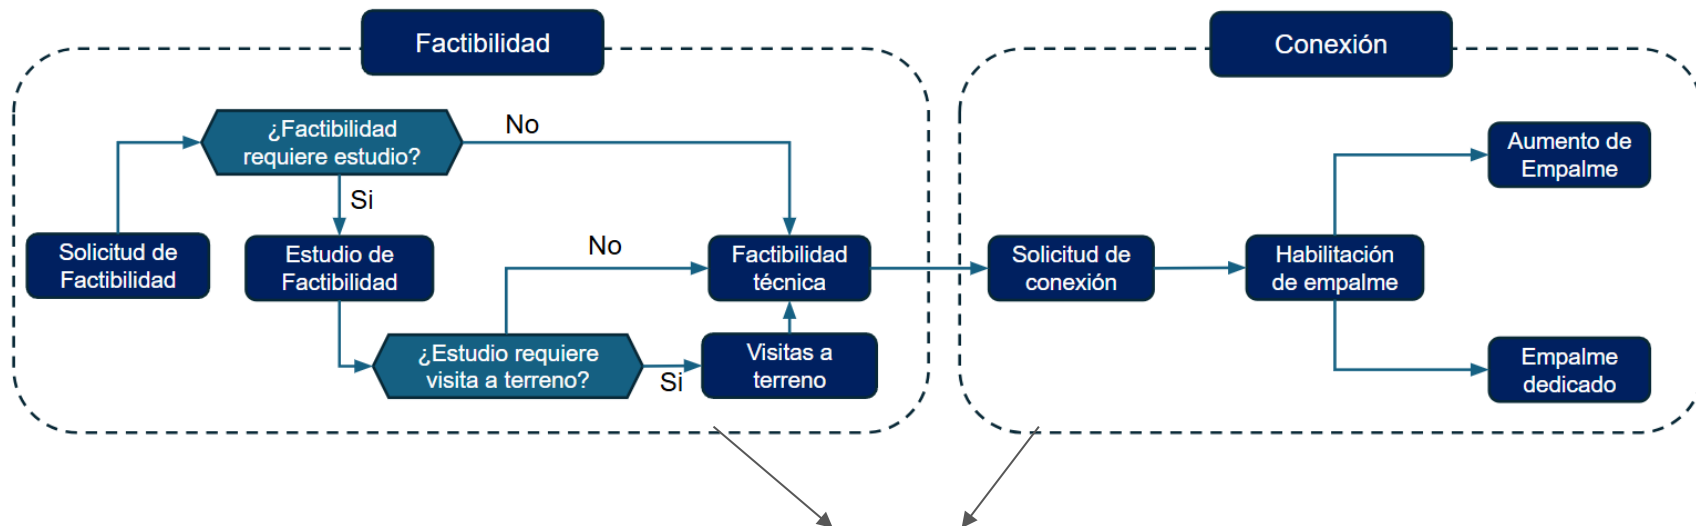 Factibilidad
¿Factibilidad
requiere estudio?
No
Si
Solicitud de
Factibilidad
Estudio de
Factibilidad
No
Factibilidad
técnica
¿Estudio requiere
visita a terreno?
Si
Visitas a
terreno
Conexión
Solicitud de
conexión
Habilitación
de empalme
Aumento de
Empalme
Empalme
dedicado